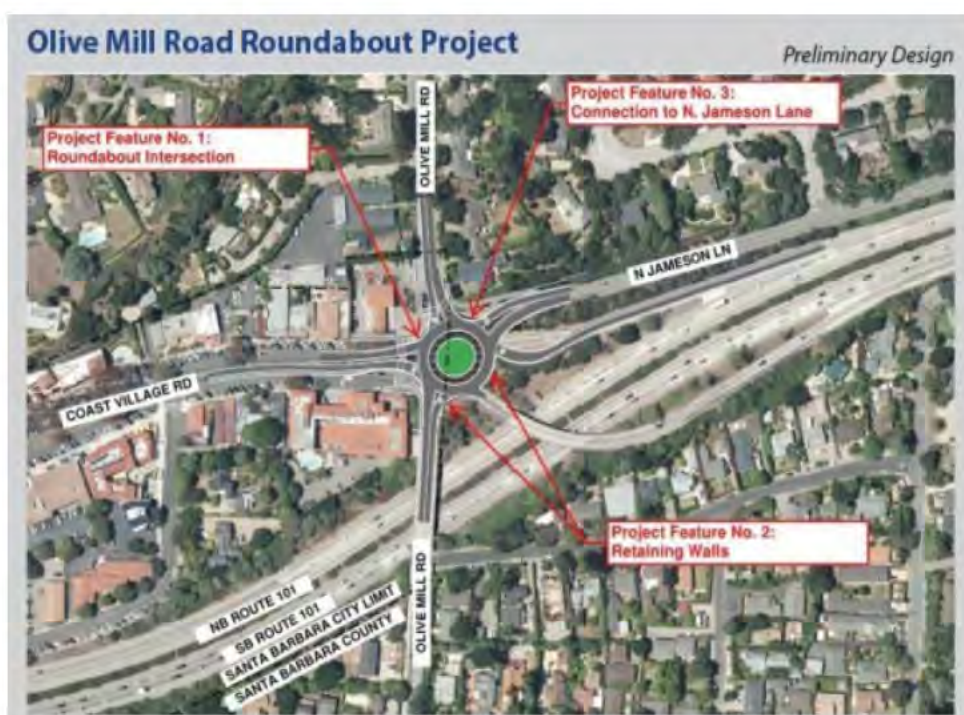 Olive Mill Road Roundabout Project
Preliminary Design
Project Feature No. 3:
Connection to N. Jameson Lane
Project Feature No. 1:
Roundabout Intersection
OLIVE MILL RD
N JAMESON LN
COAST VILLAGE RD
Project Feature No. 2:
Retaining Walls
NB ROUTE 101
SB ROUTE 101
SANTA BARBARA CITY LIMIT
SANTA BARBARA COUNTY
OLIVE MILL RD